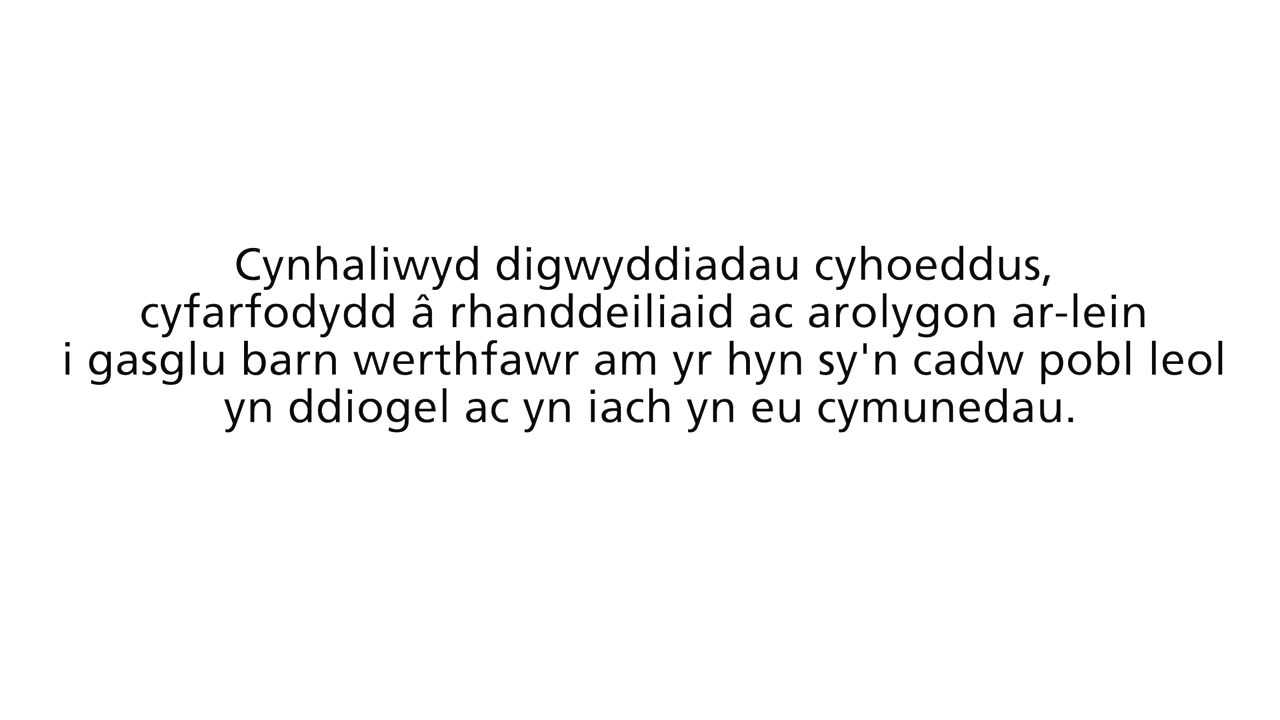 Cynhaliwyd digwyddiadau cyhoeddus,
cyfarfodydd â rhanddeiliaid ac arolygon ar-lein
i gasglu barn werthfawr am yr hyn sy'n cadw pobl leol
yn ddiogel ac yn iach yn eu cymunedau.